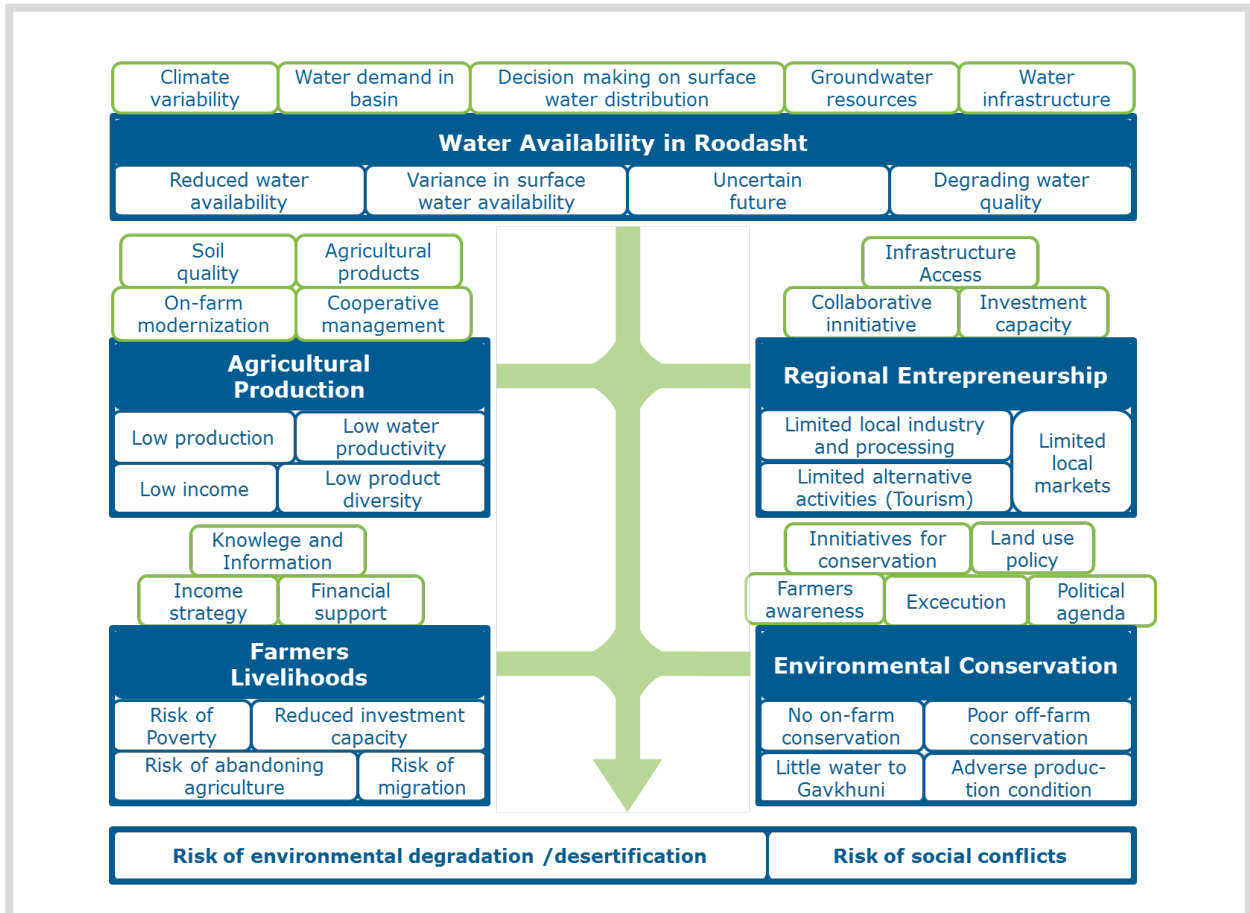 Climate
variability
Water demand in
basin
Decision making on surface
water distribution
Groundwater
resources
Water
infrastructure
Water Availability in Roodasht
Reduced water
availability
Variance in surface
water availability
Uncertain
future
Degrading water
quality
Soil
quality
Agricultural
products
On-farm
modernization
Cooperative
management
Agricultural
Production
Low production
Low water
productivity
Low income
Low product
diversity
Infrastructure
Access
Collaborative
innitiative
Investment
capacity
Regional Entrepreneurship
Limited local industry
and processing
Limited alternative
activities (Tourism)
Limited
local
markets
Knowlege and
Information
Income
strategy
Financial
support
Farmers
Livelihoods
Risk of
Poverty
Reduced investment
capacity
Risk of abandoning
agriculture
Risk of
migration
Innitiatives for
conservation
Land use
policy
Farmers
awareness
Excecution
Political
agenda
Environmental Conservation
No on-farm
conservation
Poor off-farm
conservation
Little water to
Gavkhuni
Adverse produc-
tion condition
Risk of environmental degradation /desertification
Risk of social conflicts